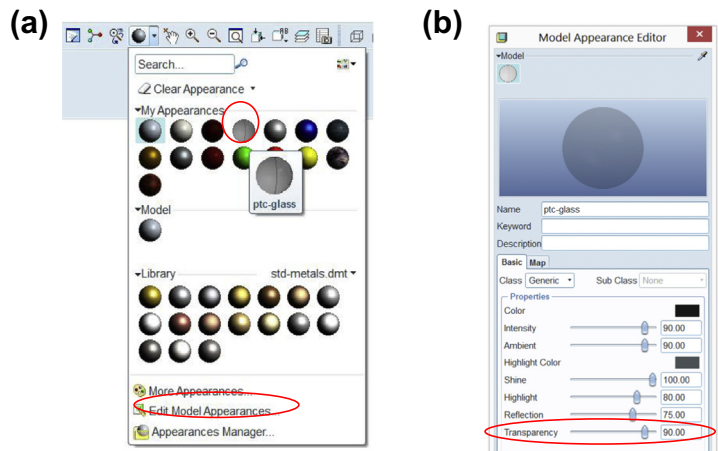 (a)
Search...
Clear Appearance
My Appearances
ptc-glass
Model
Library std-metals.dmt
More Appearances...
Edit Model Appearances...
Appearances Manager...
(b)
Model Appearance Editor
Model
Name ptc-glass
Keyword
Description
Basic Map
Class Generic Sub Class None
Properties
Color
Intensity 90.00
Ambient 90.00
Highlight Color
Shine 100.00
Highlight 80.00
Reflection 75.00
Transparency 90.00